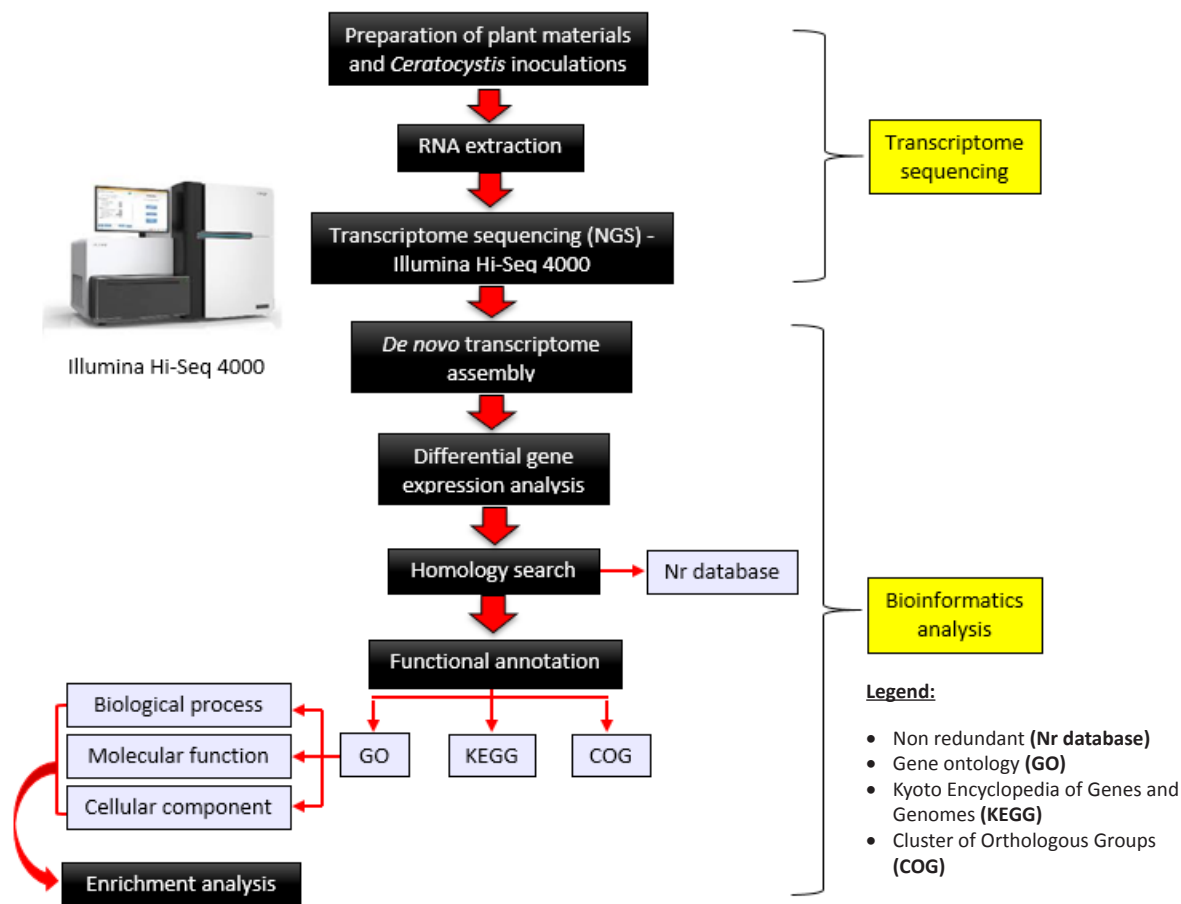 Preparation of plant materials
and Ceratocystis inoculations
RNA extraction
Transcriptome sequencing (NGS) -
Illumina Hi-Seq 4000
Transcriptome
sequencing
Illumina Hi-Seq 4000
De novo transcriptome
assembly
Differential gene
expression analysis
Homology search
Nr database
Functional annotation
Bioinformatics
analysis
GO
KEGG
COG
Biological process
Molecular function
Cellular component
Enrichment analysis
Legend:
• Non redundant (Nr database)
• Gene ontology (GO)
• Kyoto Encyclopedia of Genes and
Genomes (KEGG)
• Cluster of Orthologous Groups
(COG)